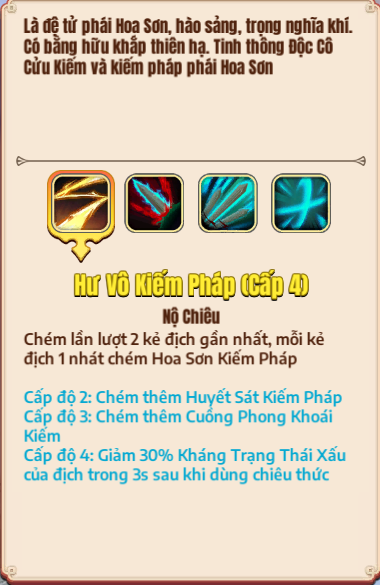 Là đệ tử phái Hoa Sơn, hào sảng, trọng nghĩa khí.
Có bằng hữu khắp thiên hạ. Tinh thông Độc Cô
Cửu Kiếm và kiếm pháp phái Hoa Sơn
Hư Vô Kiếm Pháp (Cấp 4)
Nộ Chiêu
Chém lần lượt 2 kẻ địch gần nhất, mỗi kẻ
địch 1 nhát chém Hoa Sơn Kiếm Pháp
Cấp độ 2: Chém thêm Huyết Sát Kiếm Pháp
Cấp độ 3: Chém thêm Cuồng Phong Khoái
Kiếm
Cấp độ 4: Giảm 30% Kháng Trạng Thái Xấu
của địch trong 3s sau khi dùng chiêu thức